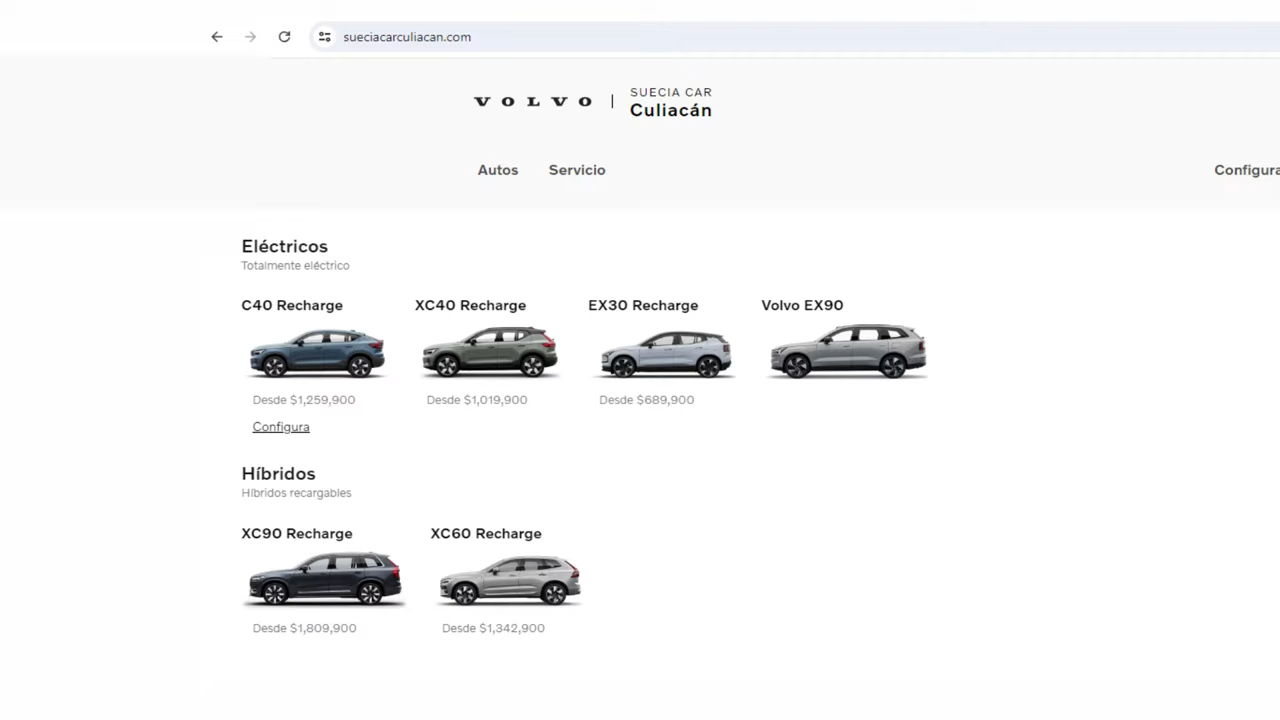 sueciacarculiacan.com
VOLVO | SUECIA CAR
Culiacán
Autos Servicio Configura
Eléctricos
Totalmente eléctrico
C40 Recharge XC40 Recharge EX30 Recharge Volvo EX90
Desde $1,259,900 Desde $1,019,900 Desde $689,900
Configura
Híbridos
Híbridos recargables
XC90 Recharge XC60 Recharge
Desde $1,809,900 Desde $1,342,900